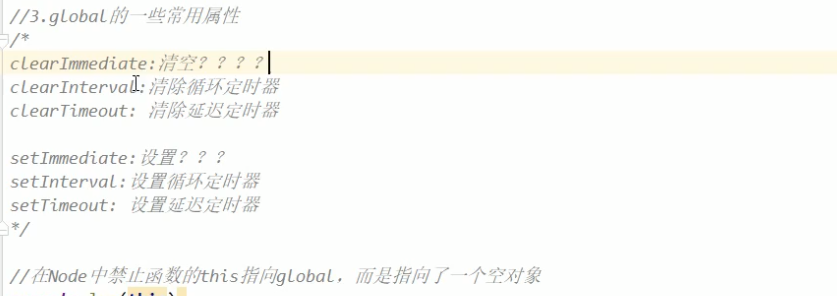 //3.global的一些常用属性
/*
clearImmediate:清空？？？？
clearInterval:清除循环定时器
clearTimeout: 清除延迟定时器
setImmediate:设置？？？
setInterval:设置循环定时器
setTimeout: 设置延迟定时器
*/
//在Node中禁止函数的this指向global，而是指向了一个空对象